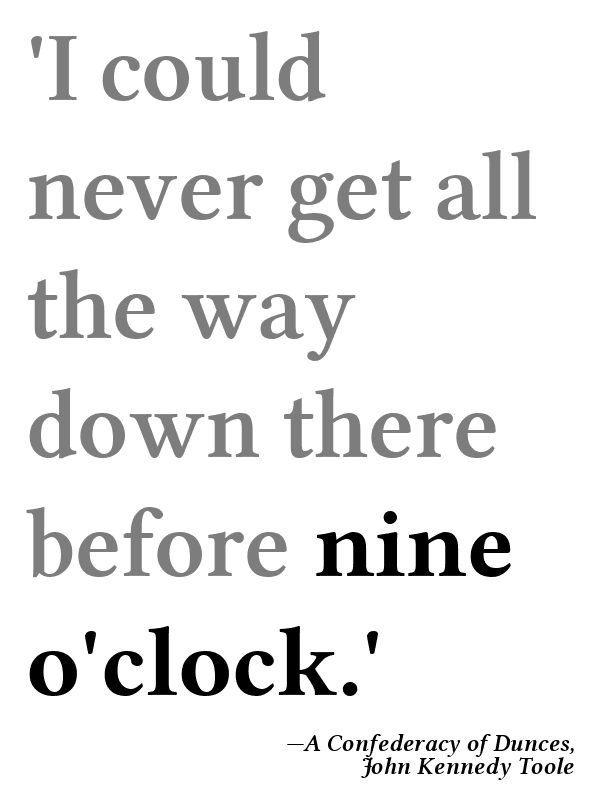 'I could
never get all
the way
down there
before nine
o'clock.'
—A Confederacy of Dunces,
John Kennedy Toole